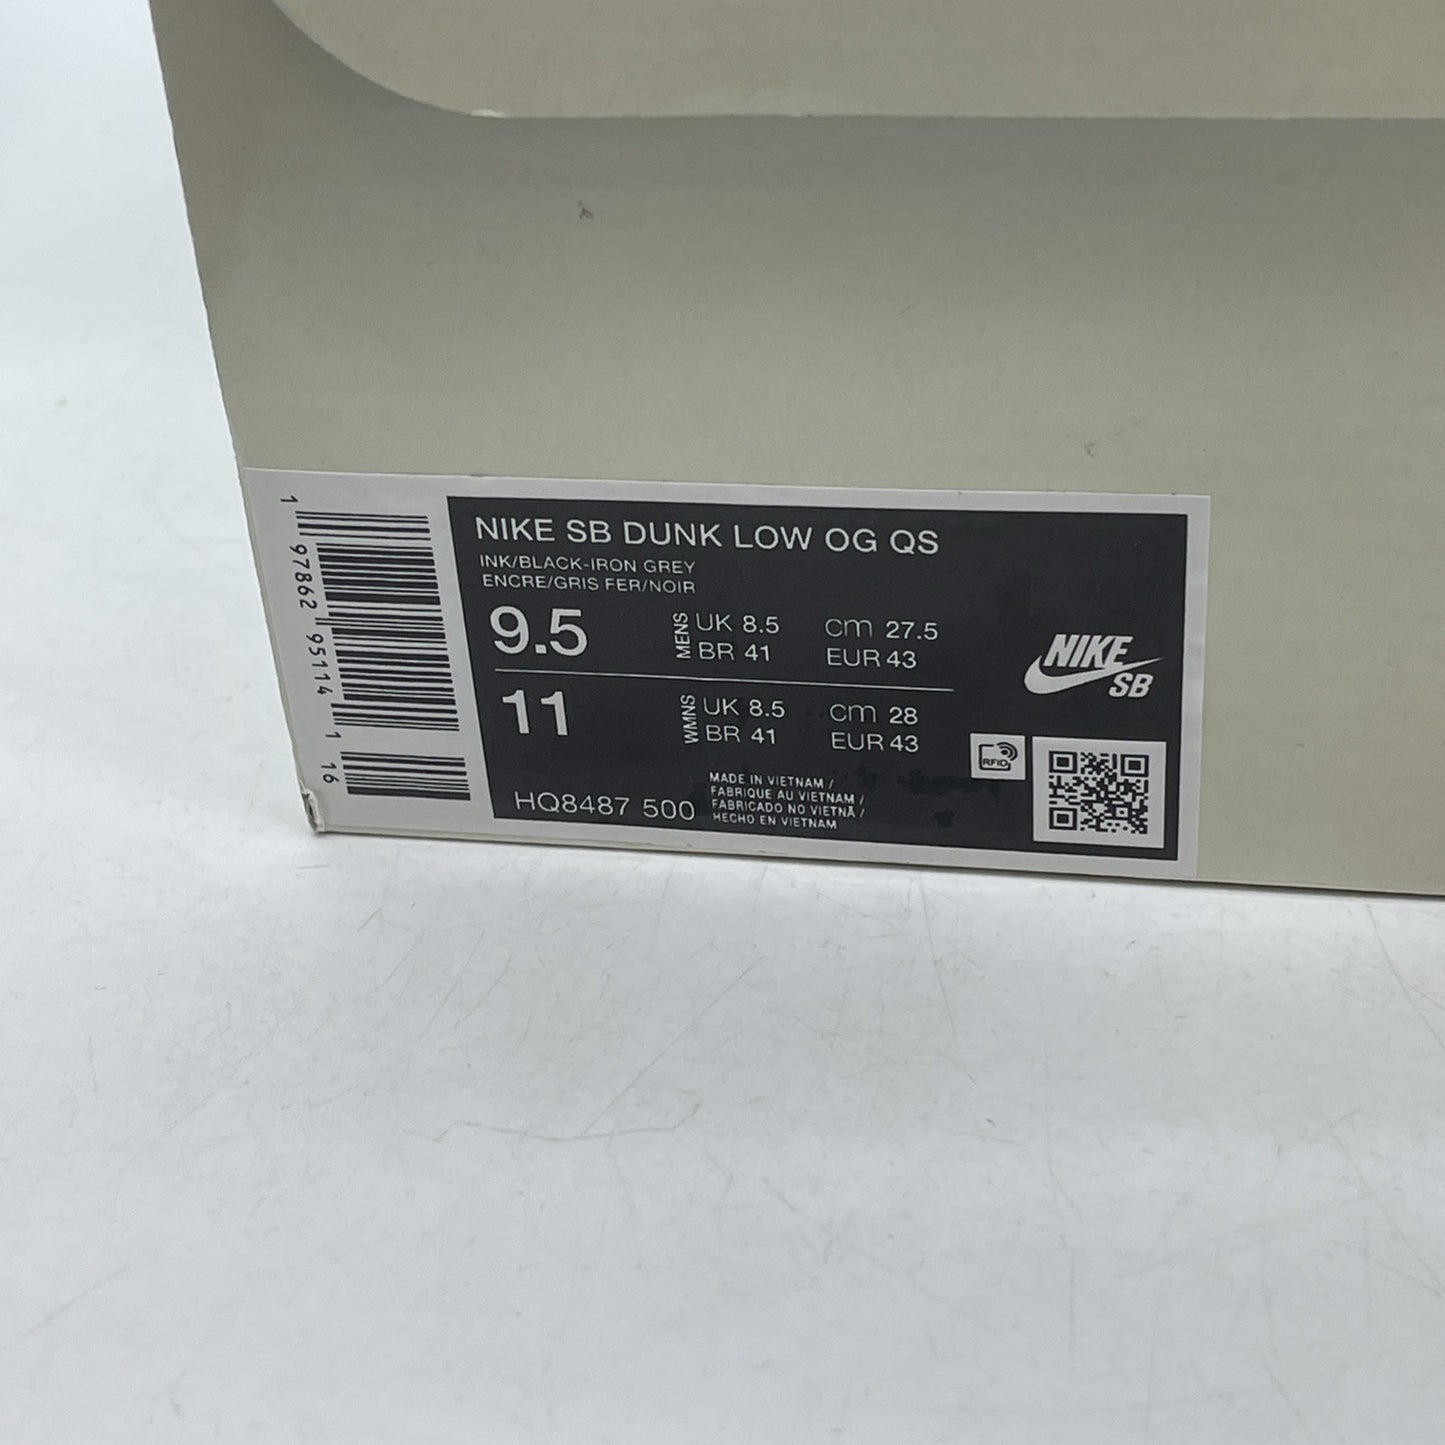 NIKE SB DUNK LOW OG QS
INK/BLACK-IRON GREY
ENCRE/GRIS FER/NOIR
9.5 MENS UK 8.5 cm 27.5
BR 41 EUR 43
11 WMNS UK 8.5 cm 28
BR 41 EUR 43
HQ8487 500
MADE IN VIETNAM /
FABRIQUE AU VIETNAM /
FABRICADO NO VIETNÃ /
HECHO EN VIETNAM
NIKE
SB
RFID
1 97862 95114 1 16